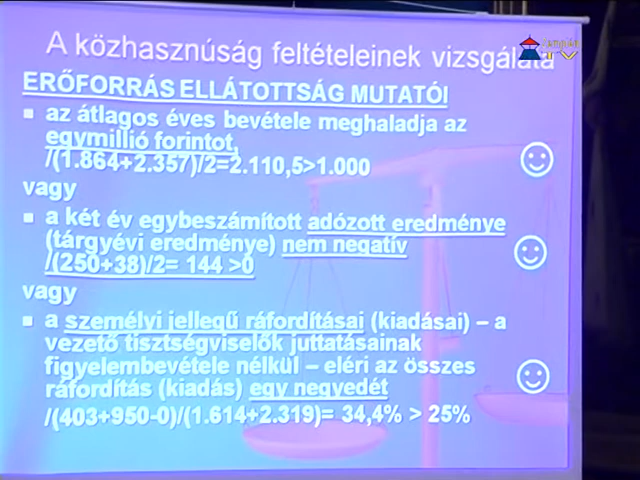 A közhasznúság feltételeinek vizsgálata
TV
ERŐFORRÁS ELLÁTOTTSÁG MUTATÓI
▪ az átlagos éves bevétele meghaladja az
egymillió forintot,
/(1.864+2.357)/2=2.110,5>1.000
vagy
▪ a két év egybeszámított adózott eredménye
(tárgyévi eredménye) nem negatív
/(250+38)/2= 144 >0
vagy
▪ a személyi jellegű ráfordításai (kiadásai) – a
vezető tisztségviselők juttatásainak
figyelembevétele nélkül – eléri az összes
ráfordítás (kiadás) egy negyedét
/(403+950-0)/(1.614+2.319)= 34,4% > 25%